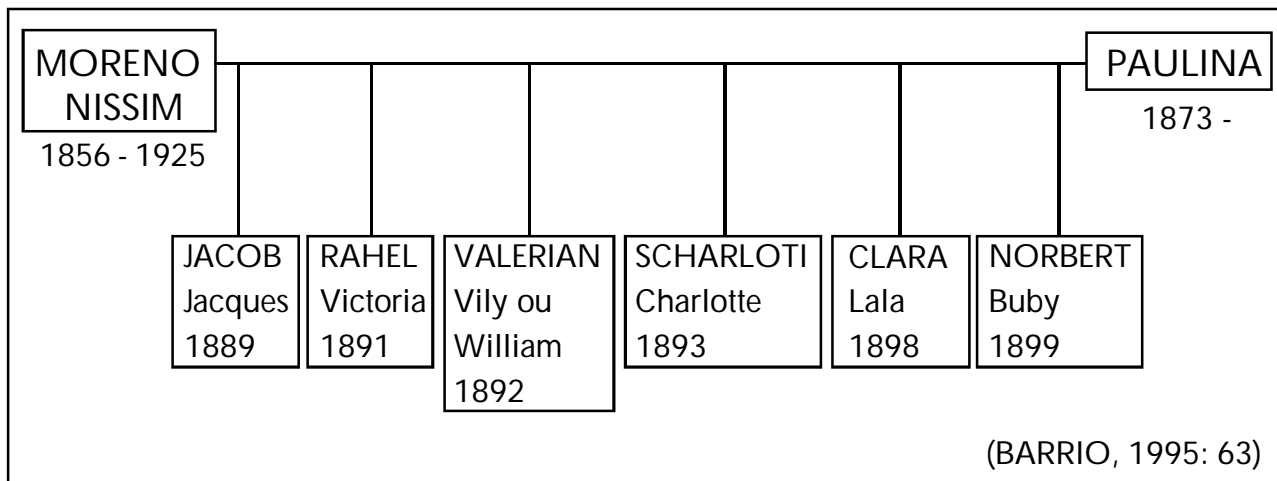 MORENO
NISSIM
1856 - 1925
PAULINA
1873 -
JACOB
Jacques
1889
RAHEL
Victoria
1891
VALERIAN
Vily ou
William
1892
SCHARLOTI
Charlotte
1893
CLARA
Lala
1898
NORBERT
Buby
1899
(BARRIO, 1995: 63)